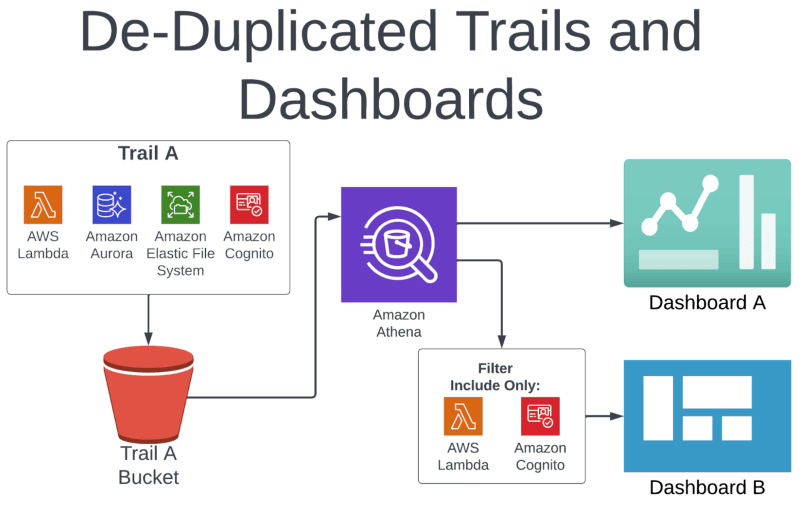 De-Duplicated Trails and
Dashboards
Trail A
AWS
Lambda
Amazon
Aurora
Amazon
Elastic File
System
Amazon
Cognito
Trail A
Bucket
Amazon
Athena
Dashboard A
Filter
Include Only:
AWS
Lambda
Amazon
Cognito
Dashboard B